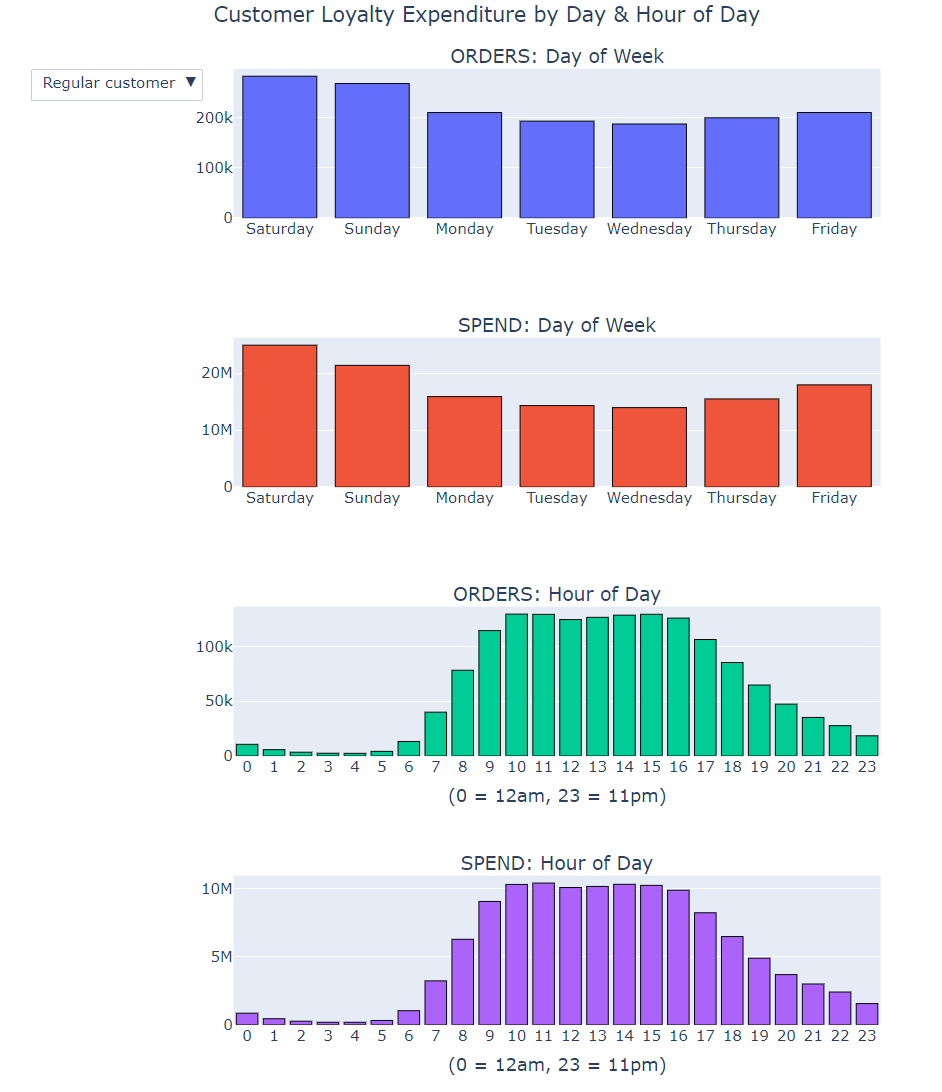 Customer Loyalty Expenditure by Day & Hour of Day
Regular customer ▼
ORDERS: Day of Week
200k
100k
0
Saturday Sunday Monday Tuesday Wednesday Thursday Friday
SPEND: Day of Week
20M
10M
0
Saturday Sunday Monday Tuesday Wednesday Thursday Friday
ORDERS: Hour of Day
100k
50k
0
0 1 2 3 4 5 6 7 8 9 10 11 12 13 14 15 16 17 18 19 20 21 22 23
(0 = 12am, 23 = 11pm)
SPEND: Hour of Day
10M
5M
0
0 1 2 3 4 5 6 7 8 9 10 11 12 13 14 15 16 17 18 19 20 21 22 23
(0 = 12am, 23 = 11pm)